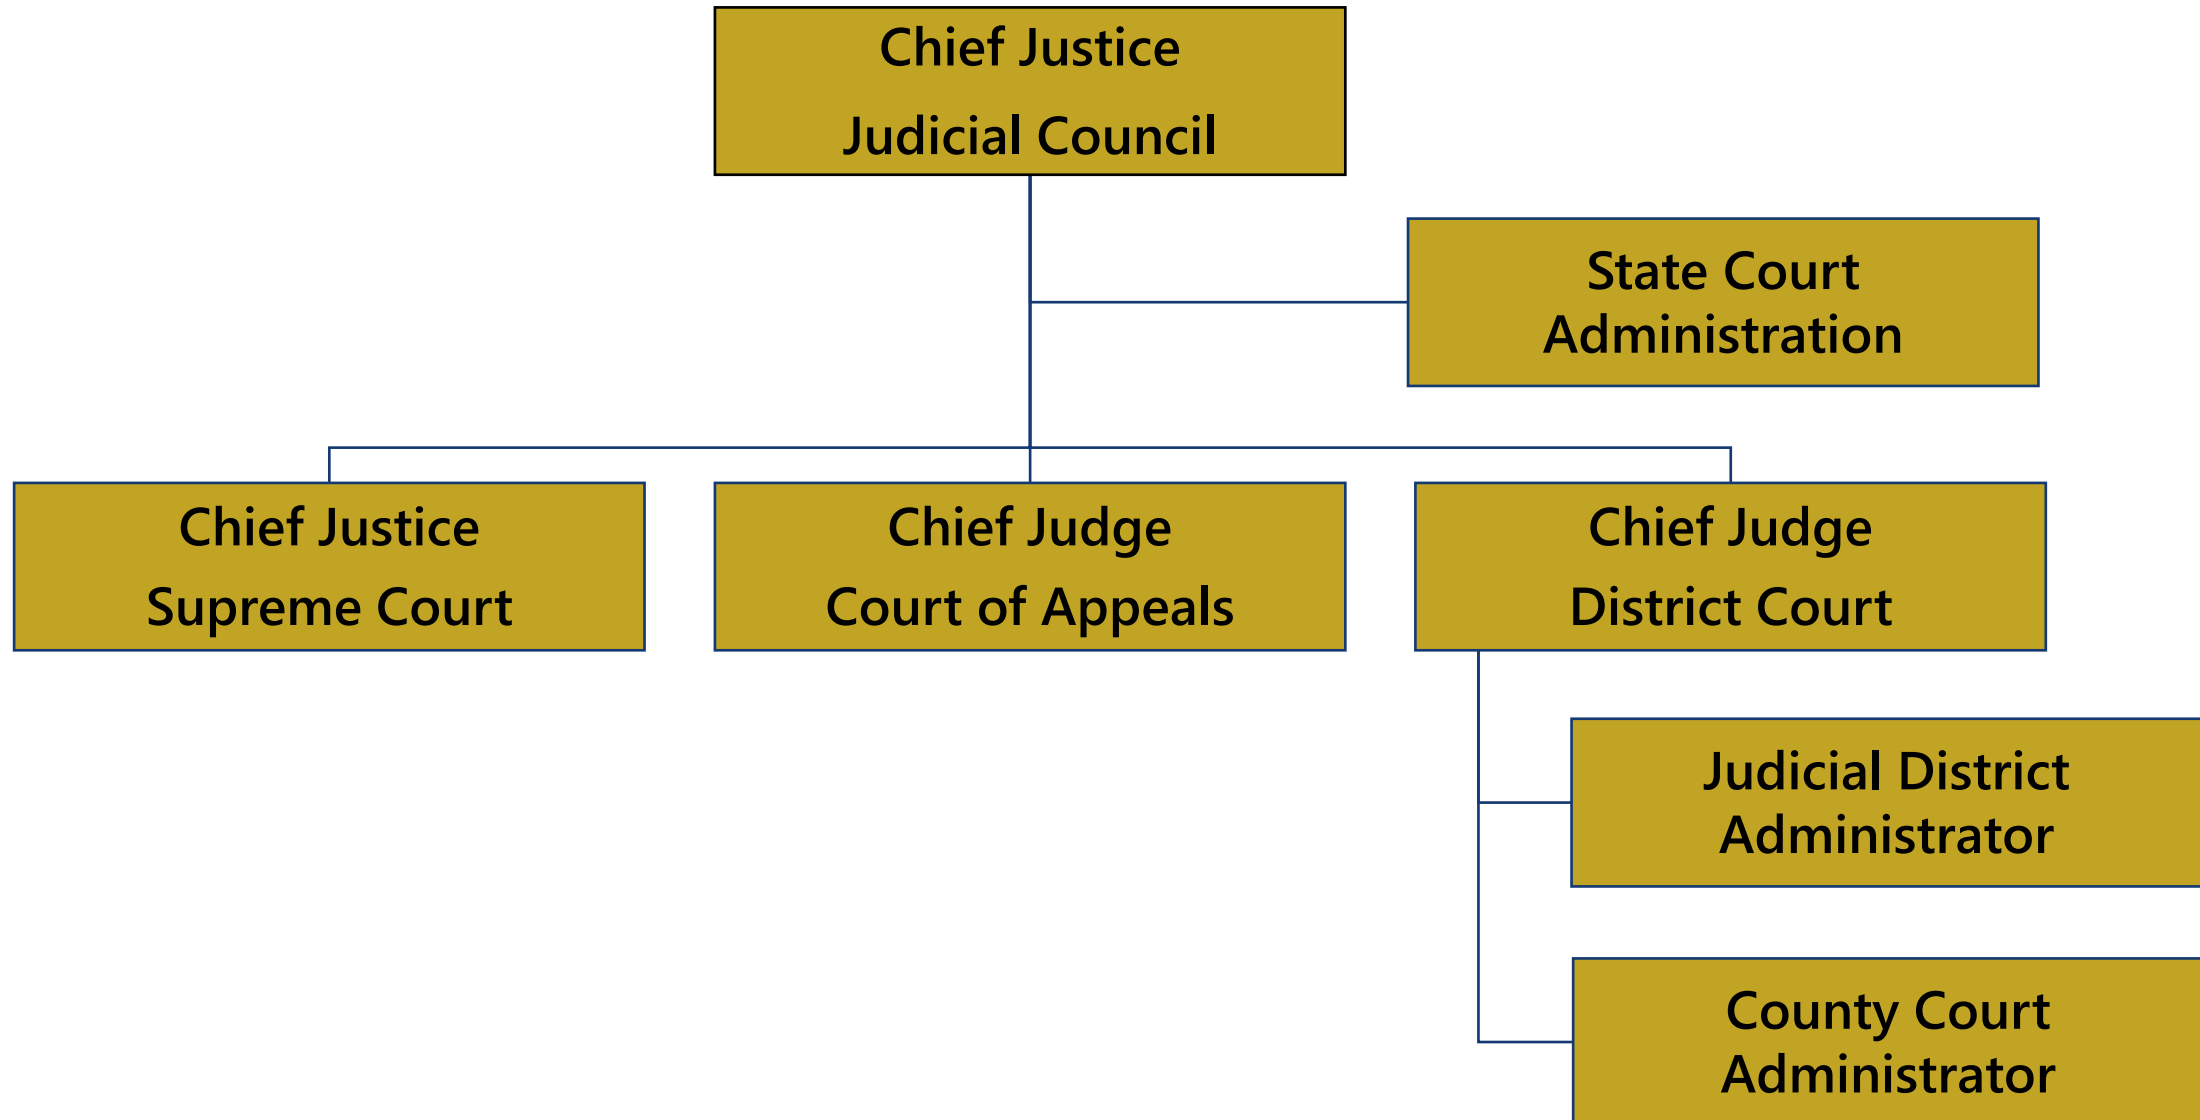 Chief Justice
Judicial Council
State Court
Administration
Chief Justice
Supreme Court
Chief Judge
Court of Appeals
Chief Judge
District Court
Judicial District
Administrator
County Court
Administrator